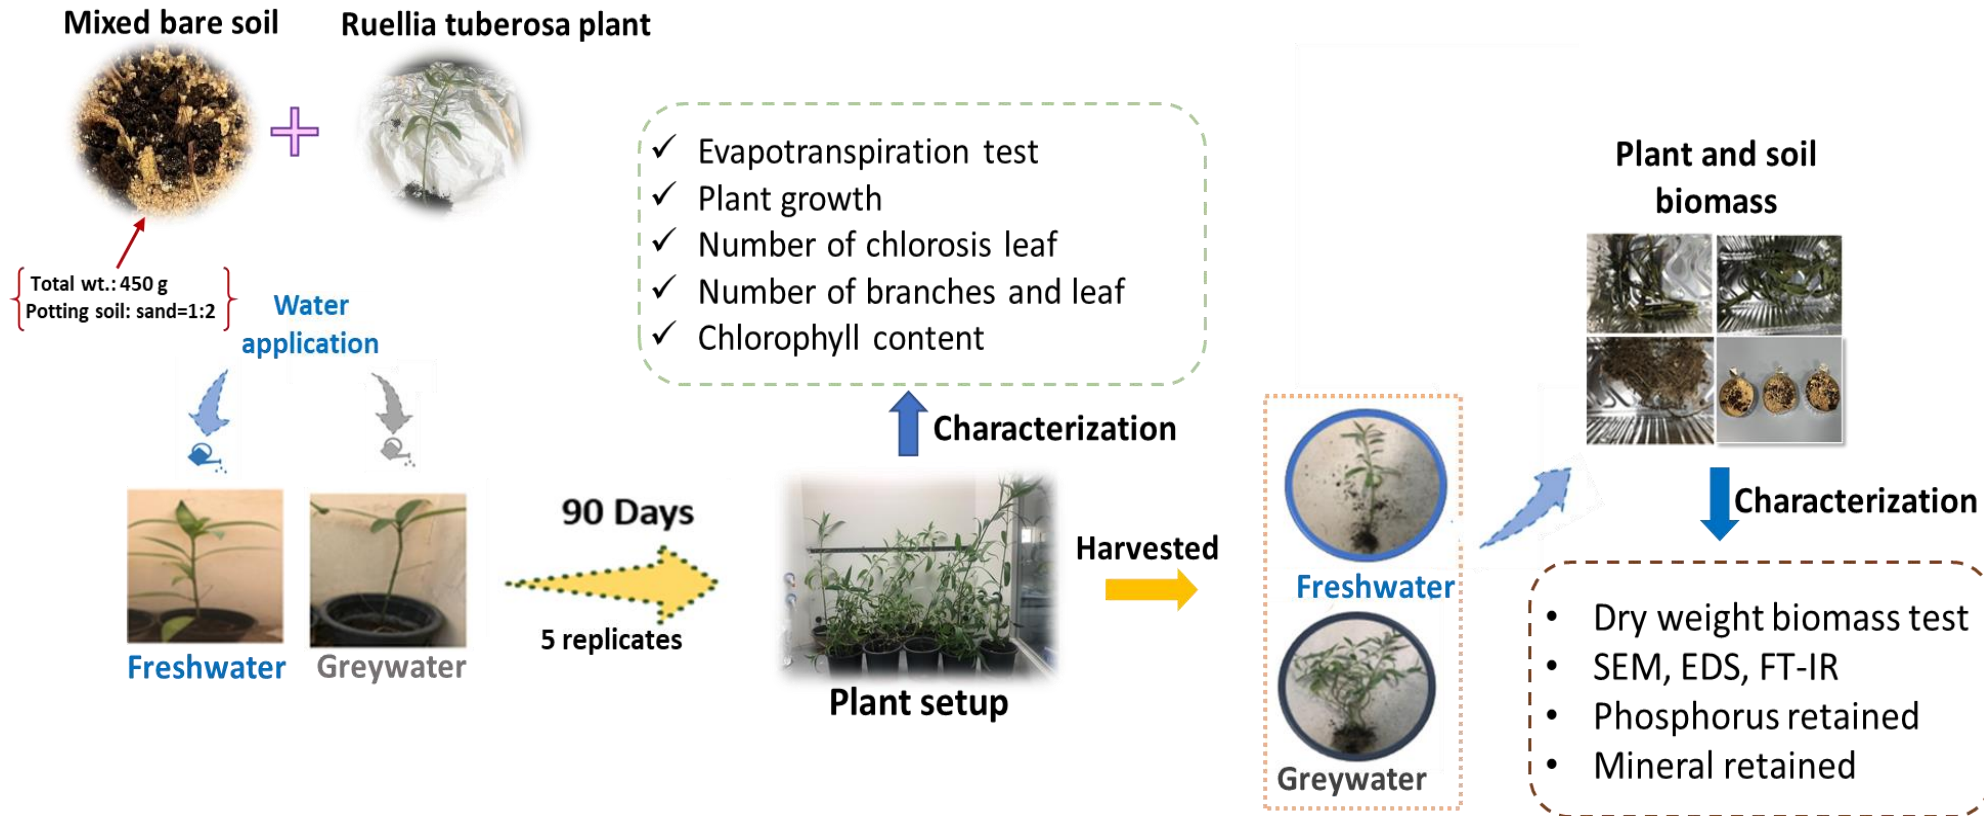 Mixed bare soil
Ruellia tuberosa plant
Total wt.: 450 g
Potting soil: sand=1:2
Water
application
Freshwater
Greywater
90 Days
5 replicates
Evapotranspiration test
Plant growth
Number of chlorosis leaf
Number of branches and leaf
Chlorophyll content
Characterization
Plant setup
Harvested
Freshwater
Greywater
Plant and soil
biomass
Characterization
Dry weight biomass test
SEM, EDS, FT-IR
Phosphorus retained
Mineral retained